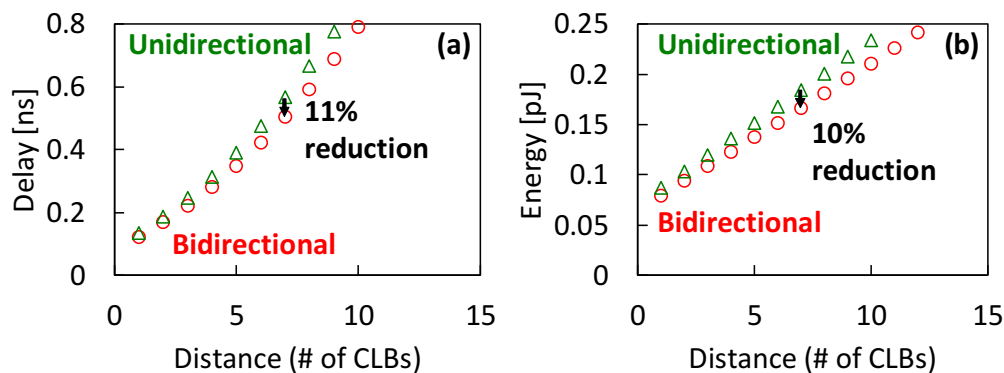 0.8
0.6
0.4
0.2
0
Delay [ns]
Unidirectional
(a)
11%
reduction
Bidirectional
0
5
10
15
Distance (# of CLBs)
0.25
0.2
0.15
0.1
0.05
0
Energy [pJ]
Unidirectional
(b)
10%
reduction
Bidirectional
0
5
10
15
Distance (# of CLBs)